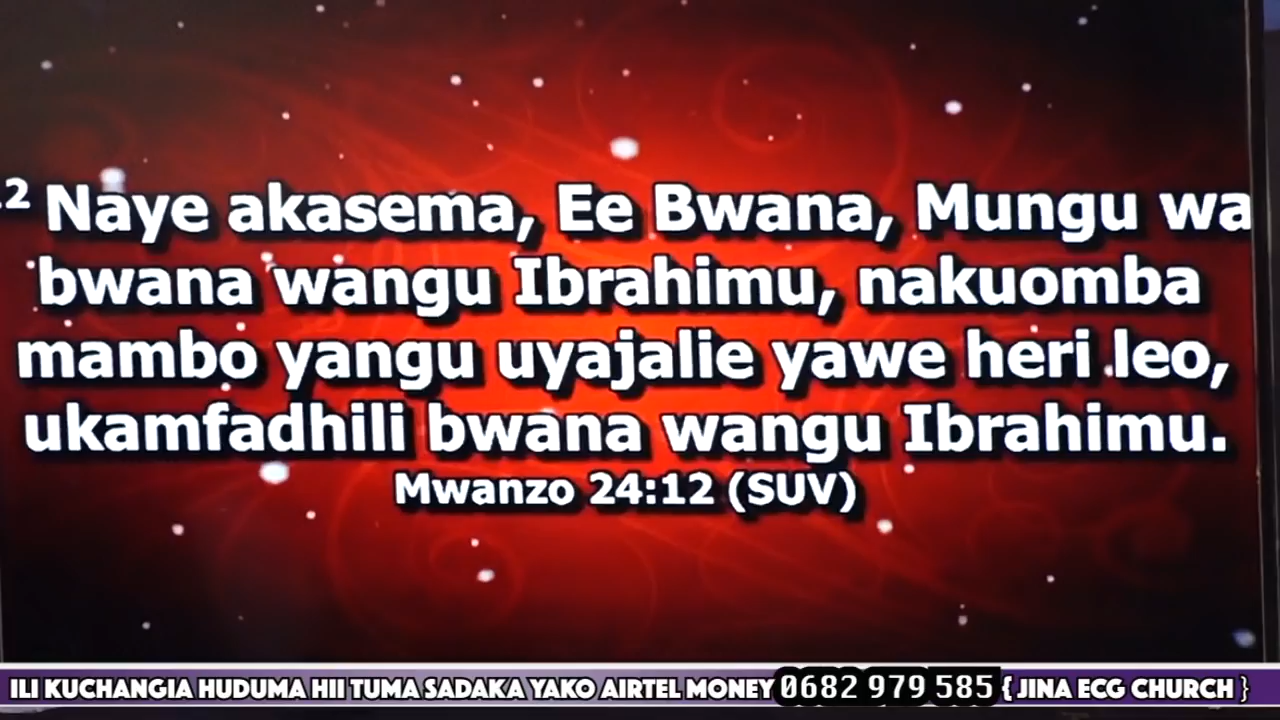 2 Naye akasema, Ee Bwana, Mungu wa
bwana wangu Ibrahimu, nakuomba
mambo yangu uyajalie yawe heri leo,
ukamfadhili bwana wangu Ibrahimu.
Mwanzo 24:12 (SUV)
ILI KUCHANGIA HUDUMA HII TUMA SADAKA YAKO AIRTEL MONEY 0682 979 585 { JINA ECG CHURCH }